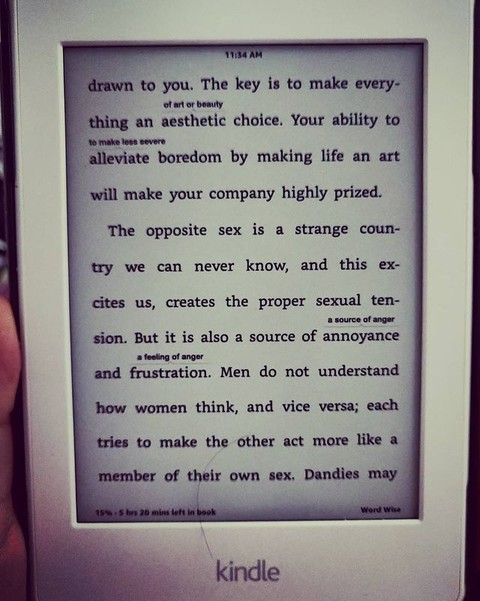 11:34 AM
drawn to you. The key is to make every-
of art or beauty
thing an aesthetic choice. Your ability to
to make less severe
alleviate boredom by making life an art
will make your company highly prized.
The opposite sex is a strange coun-
try we can never know, and this ex-
cites us, creates the proper sexual ten-
a source of anger
sion. But it is also a source of annoyance
a feeling of anger
and frustration. Men do not understand
how women think, and vice versa; each
tries to make the other act more like a
member of their own sex. Dandies may
15% · 5 hrs 20 mins left in book Word Wise
kindle